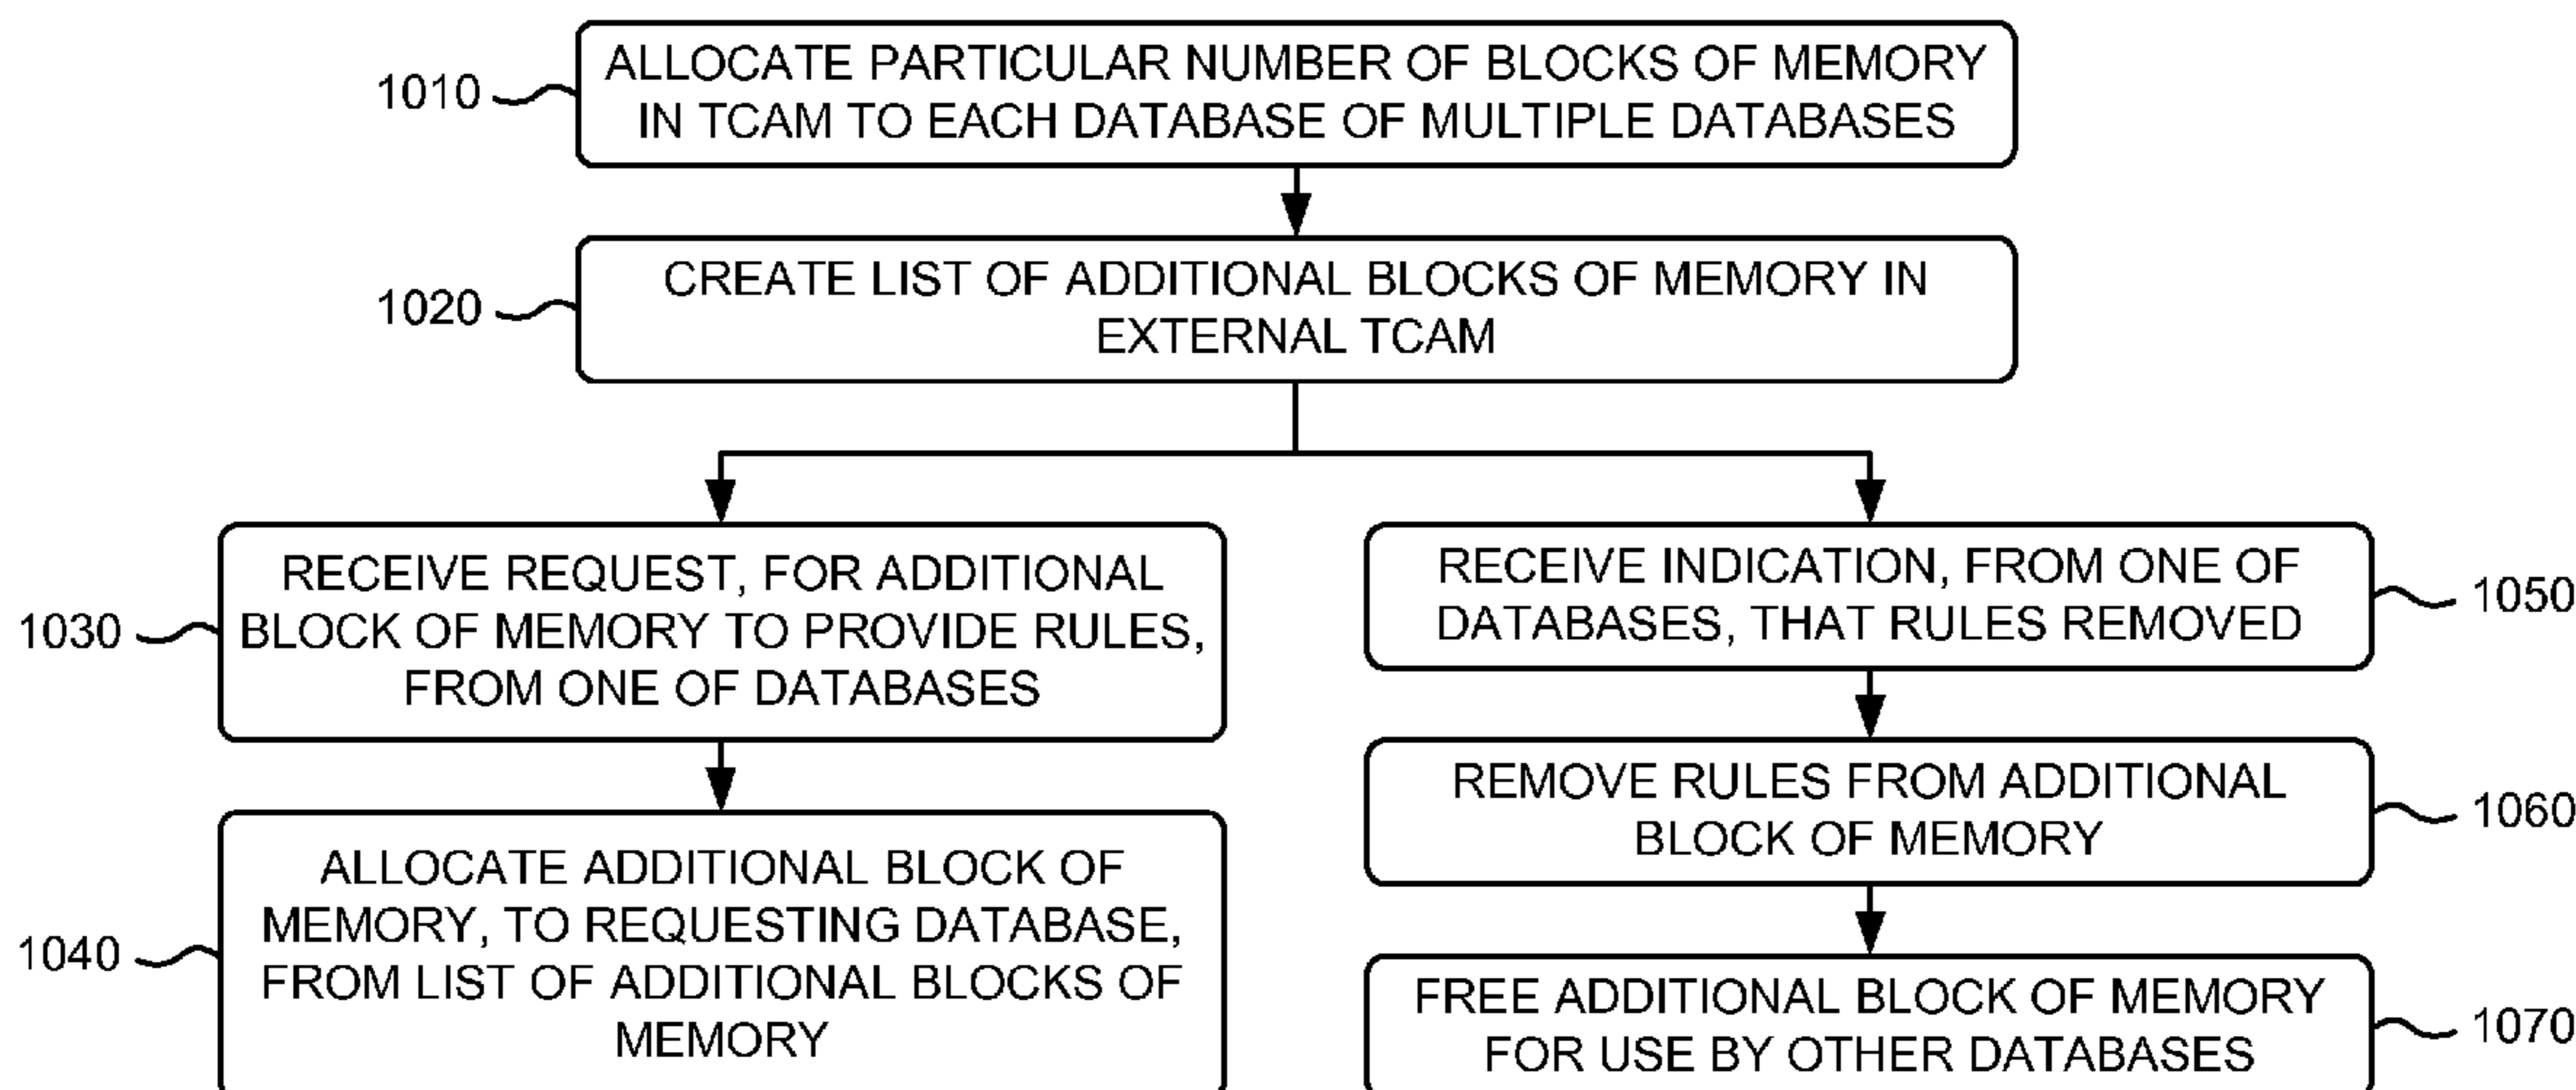 1010
ALLOCATE PARTICULAR NUMBER OF BLOCKS OF MEMORY
IN TCAM TO EACH DATABASE OF MULTIPLE DATABASES
1020
CREATE LIST OF ADDITIONAL BLOCKS OF MEMORY IN
EXTERNAL TCAM
1030
RECEIVE REQUEST, FOR ADDITIONAL
BLOCK OF MEMORY TO PROVIDE RULES,
FROM ONE OF DATABASES
1040
ALLOCATE ADDITIONAL BLOCK OF
MEMORY, TO REQUESTING DATABASE,
FROM LIST OF ADDITIONAL BLOCKS OF
MEMORY
RECEIVE INDICATION, FROM ONE OF
DATABASES, THAT RULES REMOVED
1050
REMOVE RULES FROM ADDITIONAL
BLOCK OF MEMORY
1060
FREE ADDITIONAL BLOCK OF MEMORY
FOR USE BY OTHER DATABASES
1070